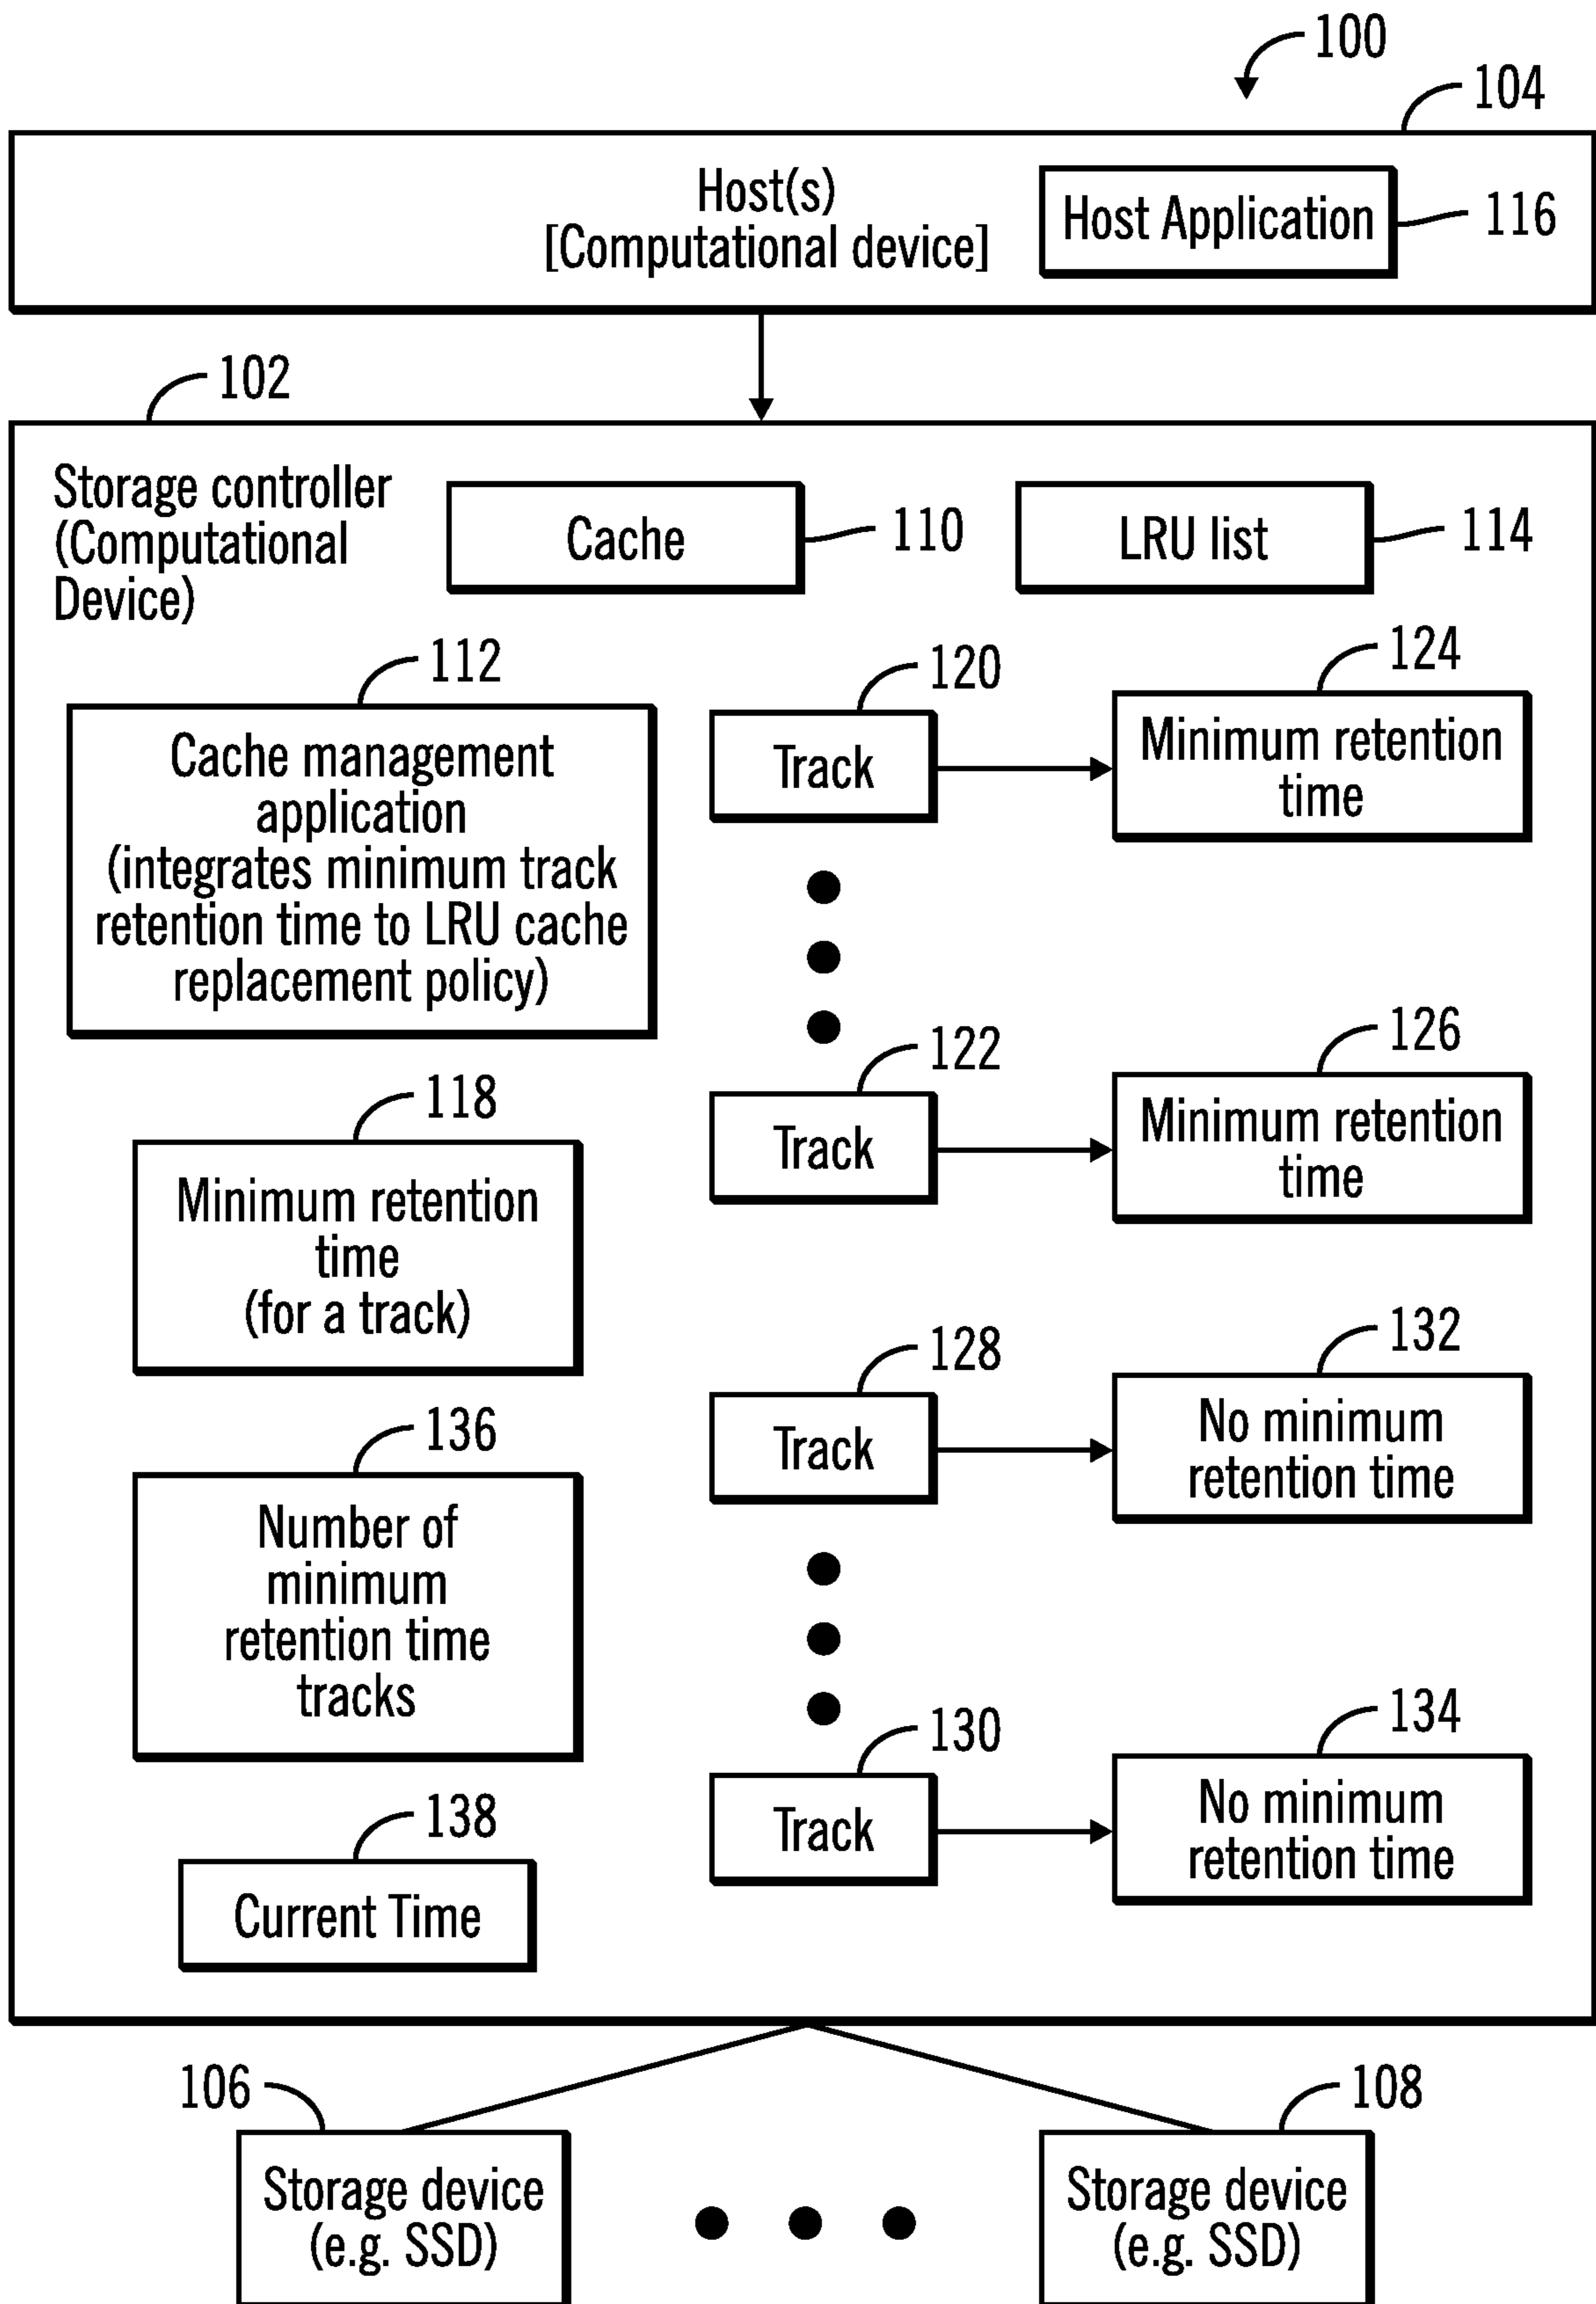 100
104
Host(s)
[Computational device]
Host Application
116
102
Storage controller
(Computational
Device)
Cache
110
LRU list
114
112
Cache management
application
(integrates minimum track
retention time to LRU cache
replacement policy)
120
Track
124
Minimum retention
time
122
Track
126
Minimum retention
time
118
Minimum retention
time
(for a track)
128
Track
132
No minimum
retention time
136
Number of
minimum
retention time
tracks
130
Track
134
No minimum
retention time
138
Current Time
106
Storage device
(e.g. SSD)
108
Storage device
(e.g. SSD)